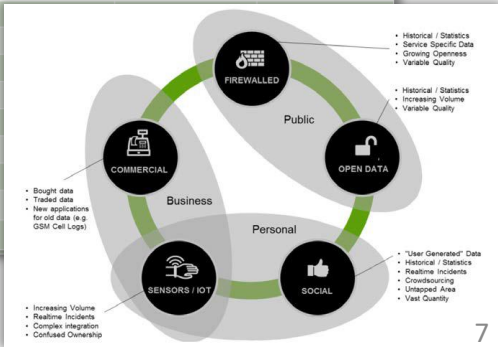 • Historical / Statistics
• Service Specific Data
• Growing Openness
• Variable Quality
FIREWALLED
• Historical / Statistics
• Increasing Volume
• Variable Quality
Public
OPEN DATA
COMMERCIAL
• Bought data
• Traded data
• New applications
for old data (e.g.
GSM Cell Logs)
Business
Personal
SENSORS / IOT
SOCIAL
• "User Generated" Data
• Historical / Statistics
• Realtime Incidents
• Crowdsourcing
• Untapped Area
• Vast Quantity
• Increasing Volume
• Realtime Incidents
• Complex integration
• Confused Ownership
7